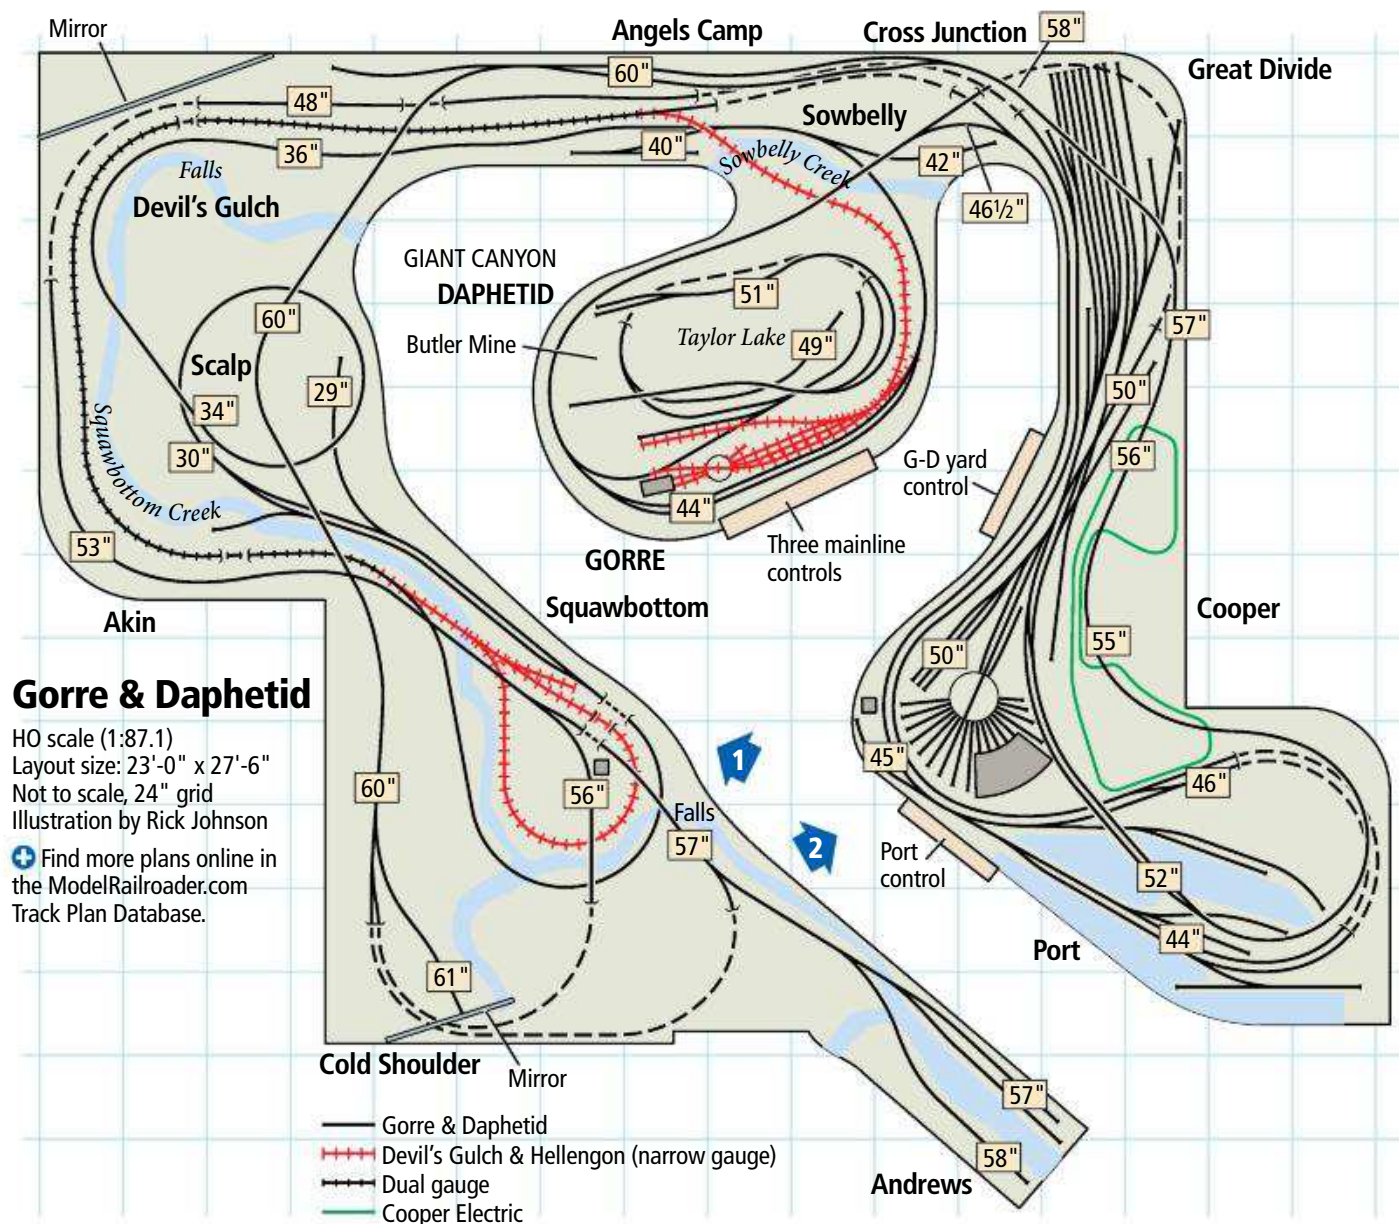 Mirror
Angels Camp
Cross Junction
58"
Great Divide
60"
48"
Sowbelly
40"
36"
Sowbelly Creek
42"
46½"
Falls
Devil's Gulch
GIANT CANYON
DAPHETID
51"
60"
Butler Mine
Taylor Lake
49"
57"
Scalp
29"
50"
34"
30"
56"
G-D yard
control
Squawbottom Creek
44"
53"
Three mainline
controls
GORRE
Squawbottom
Akin
Cooper
55"
50"
Gorre & Daphetid
HO scale (1:87.1)
Layout size: 23'-0" x 27'-6"
Not to scale, 24" grid
Illustration by Rick Johnson
Find more plans online in
the ModelRailroader.com
Track Plan Database.
1
45"
60"
56"
46"
Falls
57"
2
Port
control
52"
44"
Port
61"
Cold Shoulder
Mirror
57"
58"
Andrews
Gorre & Daphetid
Devil's Gulch & Hellengon (narrow gauge)
Dual gauge
Cooper Electric